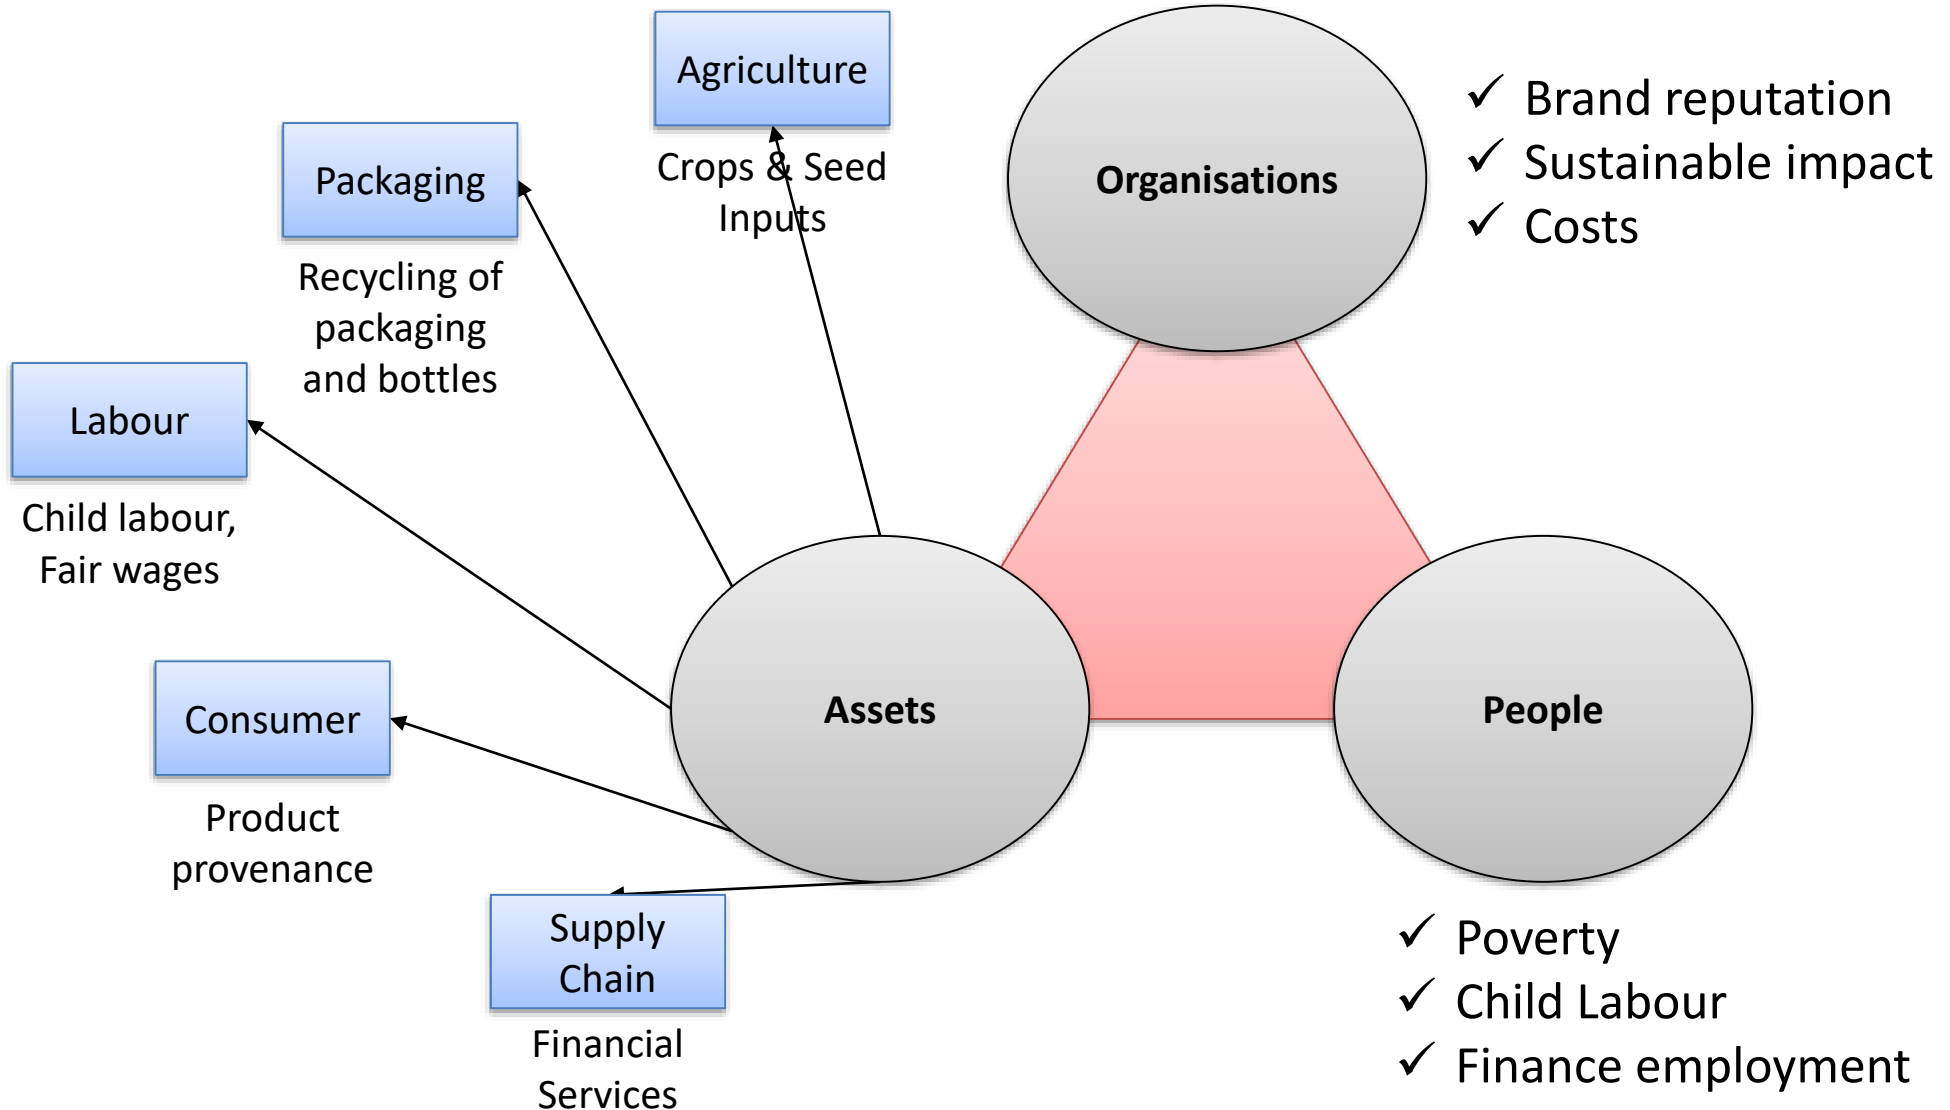 Agriculture
Crops & Seed
Inputs
Packaging
Recycling of
packaging
and bottles
Labour
Child labour,
Fair wages
Consumer
Product
provenance
Supply
Chain
Financial
Services
Assets
Organisations
✓ Brand reputation
✓ Sustainable impact
✓ Costs
People
✓ Poverty
✓ Child Labour
✓ Finance employment